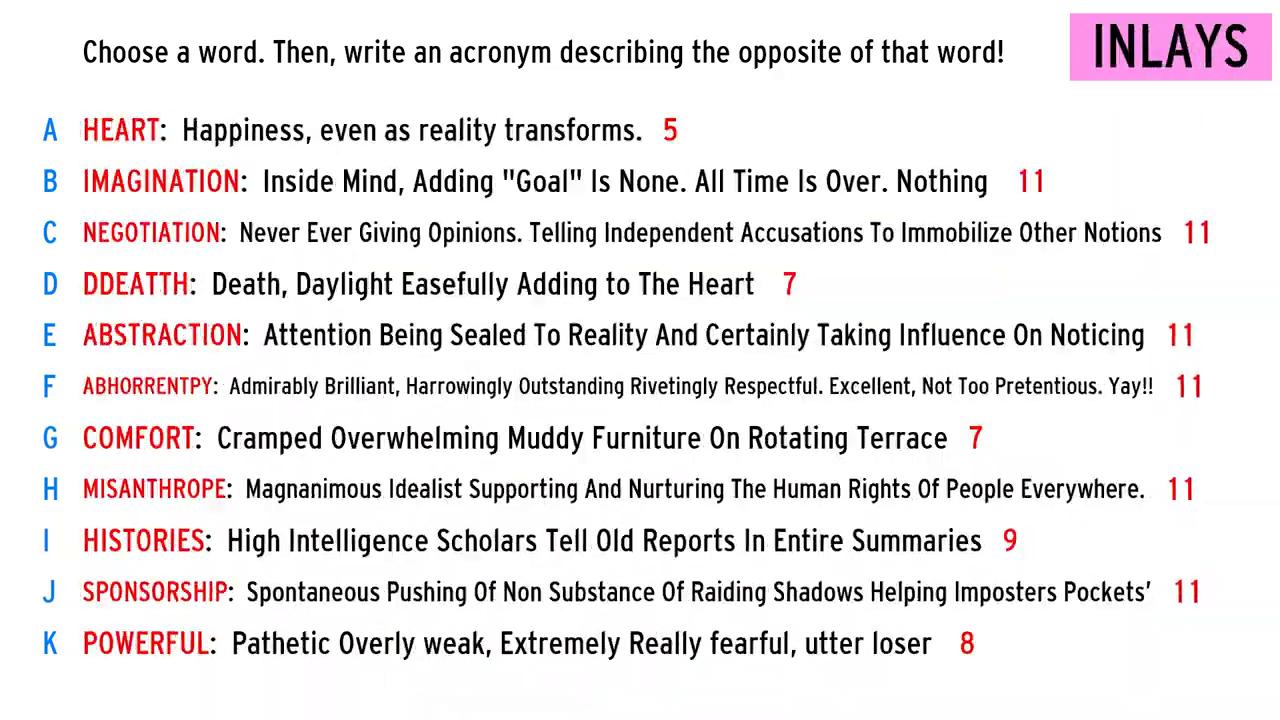 Choose a word. Then, write an acronym describing the opposite of that word!
INLAYS
A HEART: Happiness, even as reality transforms. 5
B IMAGINATION: Inside Mind, Adding "Goal" Is None. All Time Is Over. Nothing 11
C NEGOTIATION: Never Ever Giving Opinions. Telling Independent Accusations To Immobilize Other Notions 11
D DDEATTH: Death, Daylight Easefully Adding to The Heart 7
E ABSTRACTION: Attention Being Sealed To Reality And Certainly Taking Influence On Noticing 11
F ABHORRENTPY: Admirably Brilliant, Harrowingly Outstanding Rivetingly Respectful. Excellent, Not Too Pretentious. Yay!! 11
G COMFORT: Cramped Overwhelming Muddy Furniture On Rotating Terrace 7
H MISANTHROPE: Magnanimous Idealist Supporting And Nurturing The Human Rights Of People Everywhere. 11
I HISTORIES: High Intelligence Scholars Tell Old Reports In Entire Summaries 9
J SPONSORSHIP: Spontaneous Pushing Of Non Substance Of Raiding Shadows Helping Imposters Pockets’ 11
K POWERFUL: Pathetic Overly weak, Extremely Really fearful, utter loser 8